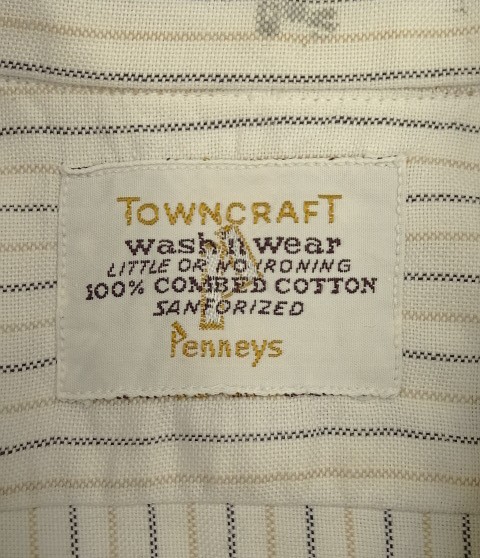 TOWNCRAFT
wash'n wear
LITTLE OR NO IRONING
100% COMBED COTTON
SANFORIZED
Penneys